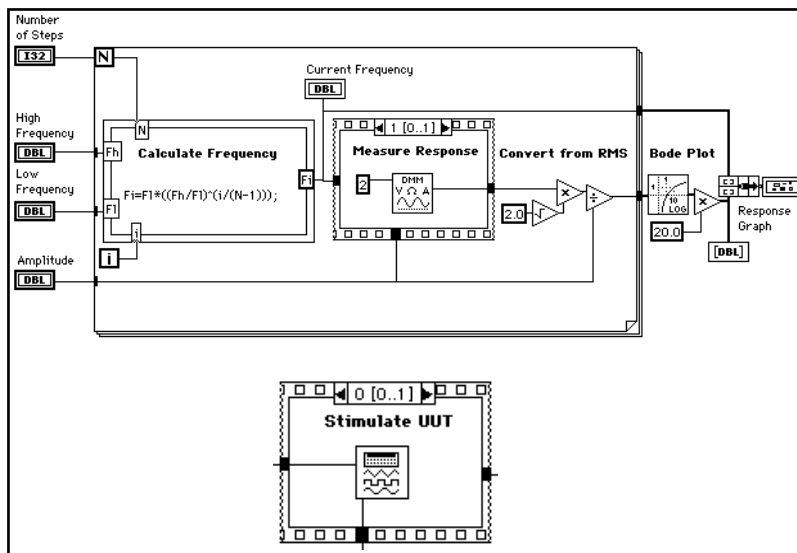 Number
of Steps
I32
N
Current Frequency
DBL
High
Frequency
DBL
N
Calculate Frequency
Fh
Fi=Fl*((Fh/Fl)^(i/(N-1)));
Fi
Low
Frequency
DBL
Fl
i
i
1 [0..1]
Measure Response
2
DMM
V Ω A
Convert from RMS
x
÷
2.0
√
Bode Plot
1
1
10
LOG
x
20.0
Response
Graph
[DBL]
Amplitude
DBL
0 [0..1]
Stimulate UUT